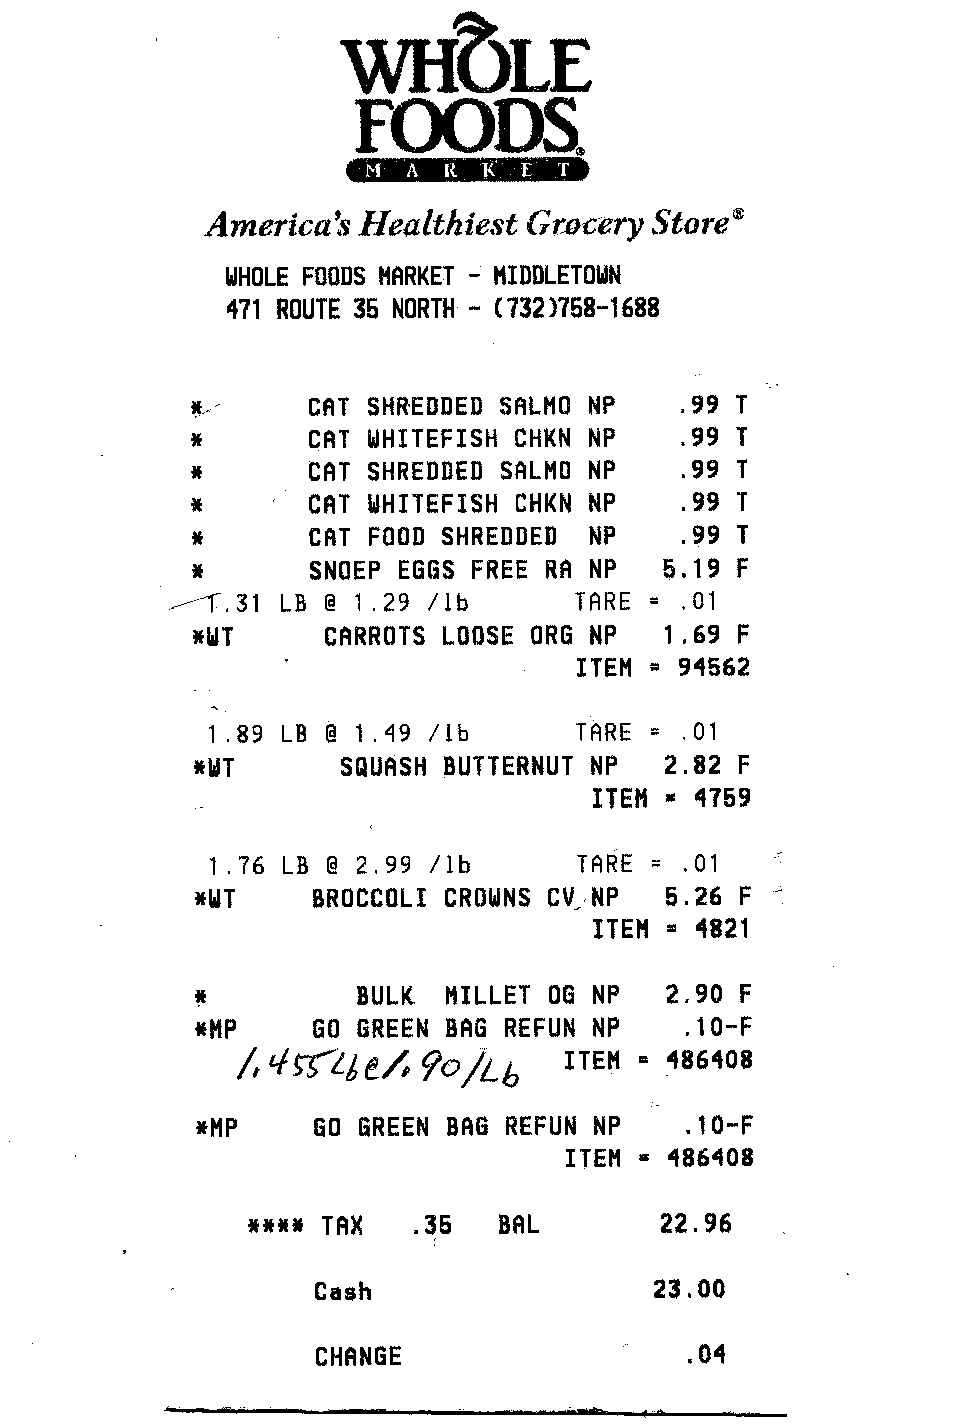 WHOLE
FOODS®
MARKET
America's Healthiest Grocery Store®
WHOLE FOODS MARKET - MIDDLETOWN
471 ROUTE 35 NORTH - (732)758-1688
* CAT SHREDDED SALMO NP .99 T
* CAT WHITEFISH CHKN NP .99 T
* CAT SHREDDED SALMO NP .99 T
* CAT WHITEFISH CHKN NP .99 T
* CAT FOOD SHREDDED NP .99 T
* SNOEP EGGS FREE RA NP 5.19 F
1.31 LB @ 1.29 /lb TARE = .01
*WT CARROTS LOOSE ORG NP 1.69 F
ITEM = 94562
1.89 LB @ 1.49 /lb TARE = .01
*WT SQUASH BUTTERNUT NP 2.82 F
ITEM = 4759
1.76 LB @ 2.99 /lb TARE = .01
*WT BROCCOLI CROWNS CV NP 5.26 F
ITEM = 4821
* BULK MILLET OG NP 2.90 F
*MP GO GREEN BAG REFUN NP .10-F
1.455 Lb @ 1.90/Lb ITEM = 486408
*MP GO GREEN BAG REFUN NP .10-F
ITEM = 486408
**** TAX .35 BAL 22.96
Cash 23.00
CHANGE .04